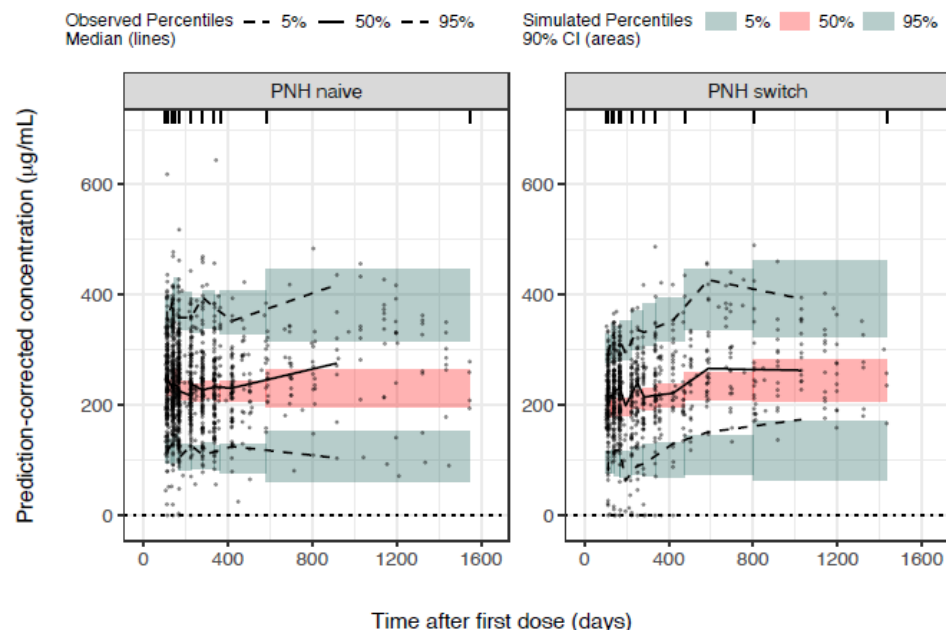 Observed Percentiles 5% 50% 95% Simulated Percentiles 5% 50% 95%
Median (lines) 90% CI (areas)
PNH naive PNH switch
Prediction-corrected concentration (µg/mL)
600 600
400 400
200 200
0 0
0 400 800 1200 1600 0 400 800 1200 1600
Time after first dose (days)